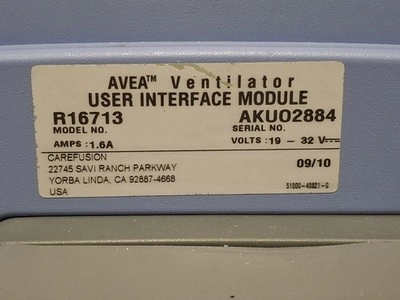 AVEA™ Ventilator
USER INTERFACE MODULE
R16713 AKU02884
MODEL NO. SERIAL NO.
AMPS: 1.6A VOLTS: 19 - 32 V
CAREFUSION
22745 SAVI RANCH PARKWAY 09/10
YORBA LINDA, CA 92887-4668
USA 51000-40821-G